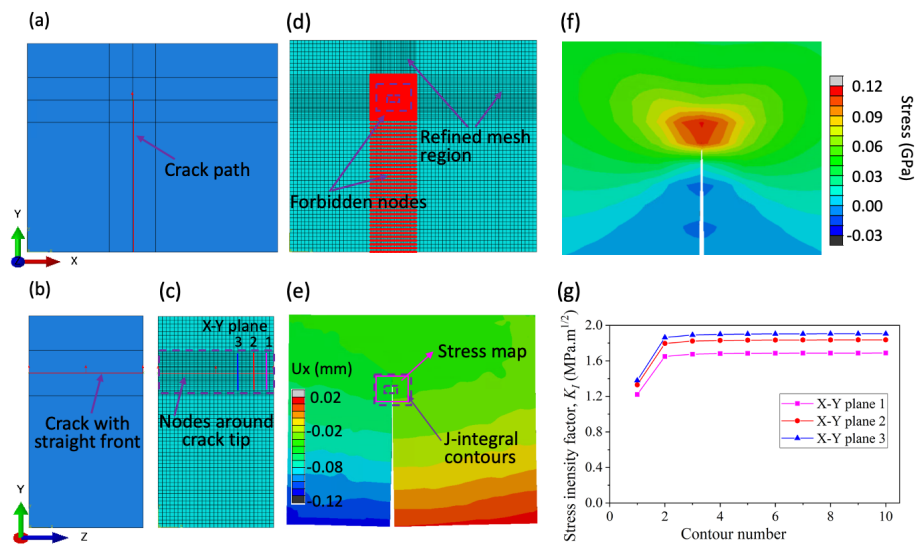 (a)
Crack path
Y
X
(d)
Refined mesh
region
Forbidden nodes
(f)
0.12
0.09
0.06
0.03
0.00
-0.03
Stress (GPa)
(b)
Crack with
straight front
Y
Z
(c)
X-Y plane
3 2 1
Nodes around
crack tip
(e)
Ux (mm)
0.02
-0.02
-0.08
-0.12
Stress map
J-integral
contours
(g)
Stress inensity factor, K_I (MPa.m^1/2)
2.0
1.6
1.2
0.8
0.4
0.0
X-Y plane 1
X-Y plane 2
X-Y plane 3
0 2 4 6 8 10
Contour number